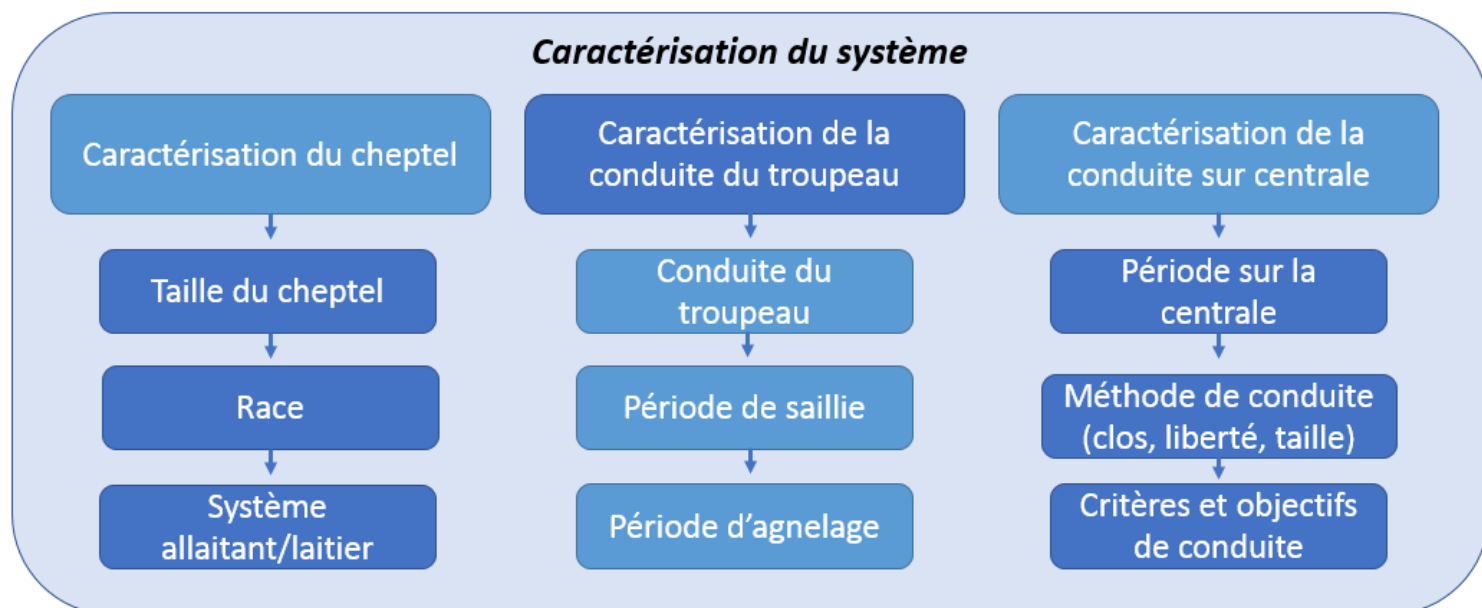 Caractérisation du système
Caractérisation du cheptel
Taille du cheptel
Race
Système
allaitant/laitier
Caractérisation de la
conduite du troupeau
Conduite du
troupeau
Période de saillie
Période d’agnelage
Caractérisation de la
conduite sur centrale
Période sur la
centrale
Méthode de conduite
(clos, liberté, taille)
Critères et objectifs
de conduite